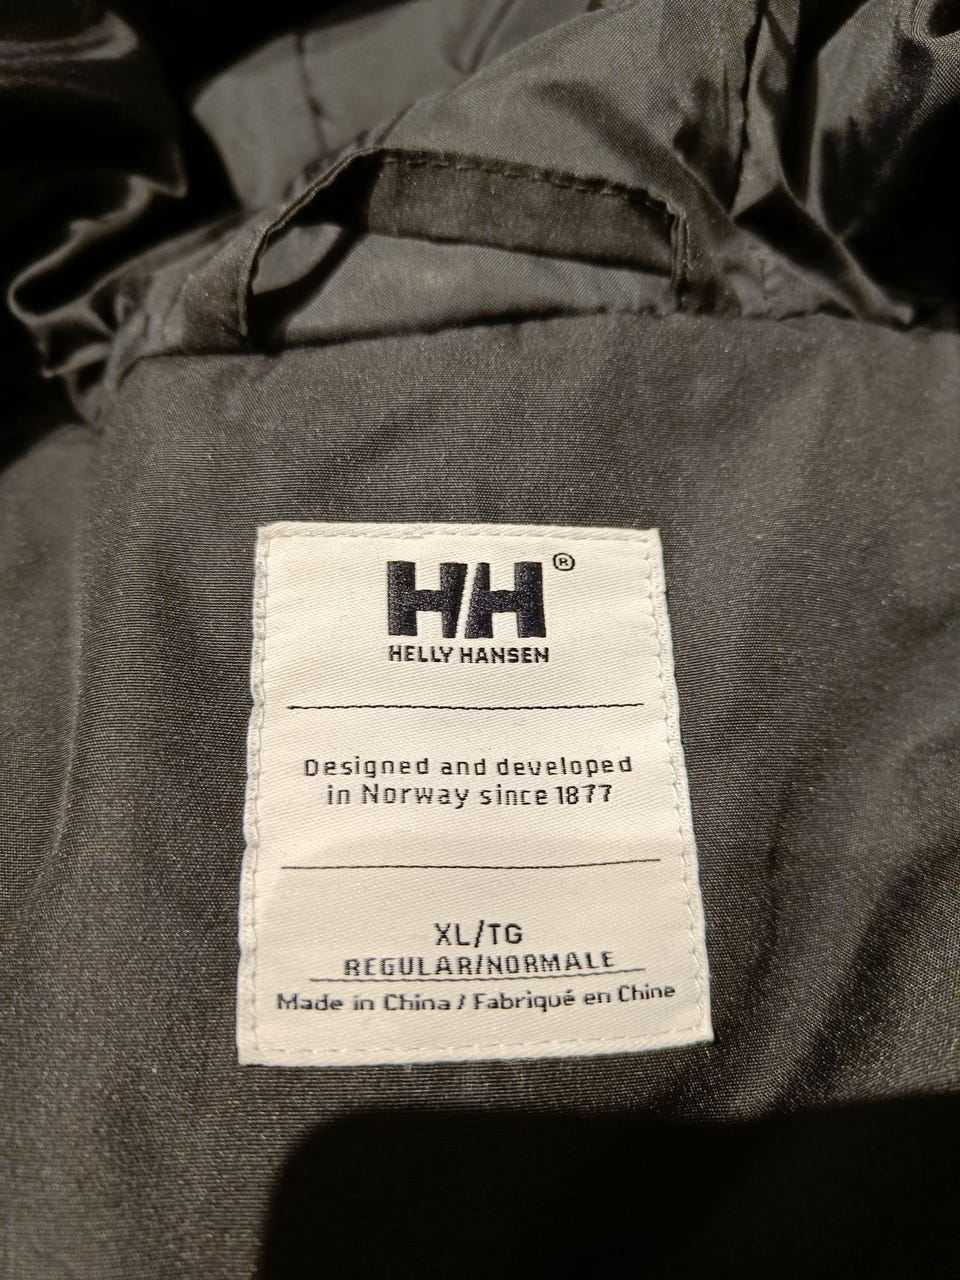 HH®
HELLY HANSEN
Designed and developed
in Norway since 1877
XL/TG
REGULAR/NORMALE
Made in China / Fabriqué en Chine